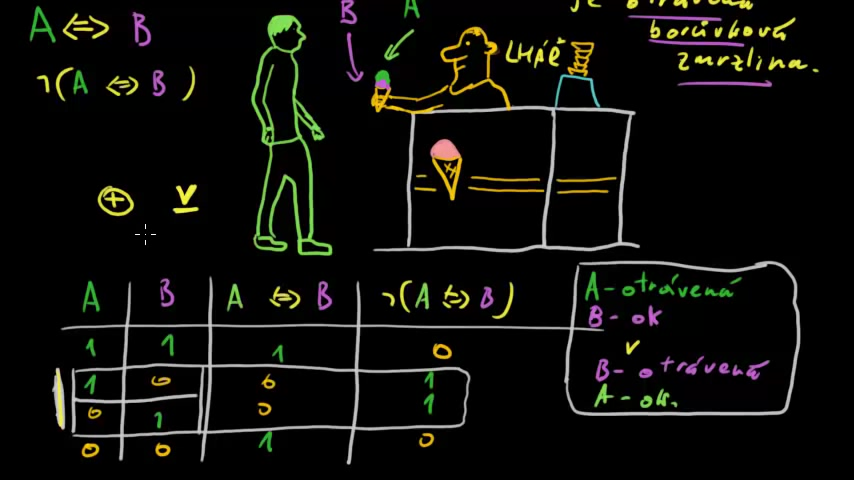 A ⇔ B
¬(A ⇔ B)
B
A
LHÁŘ
je otrávená
borůvková
zmrzlina.
⊕ v
A B A ⇔ B ¬(A ⇔ B)
1 1 1 0
1 0 0 1
0 1 0 1
0 0 1 0
A-otrávená
B-ok
v
B-otrávená
A-ok.